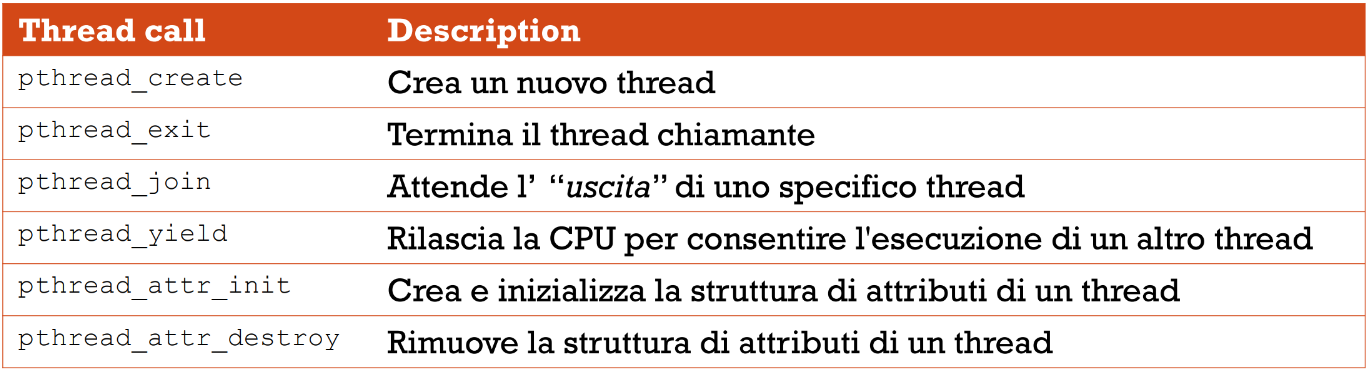 Thread call Description
pthread_create Crea un nuovo thread
pthread_exit Termina il thread chiamante
pthread_join Attende l’ “uscita” di uno specifico thread
pthread_yield Rilascia la CPU per consentire l'esecuzione di un altro thread
pthread_attr_init Crea e inizializza la struttura di attributi di un thread
pthread_attr_destroy Rimuove la struttura di attributi di un thread